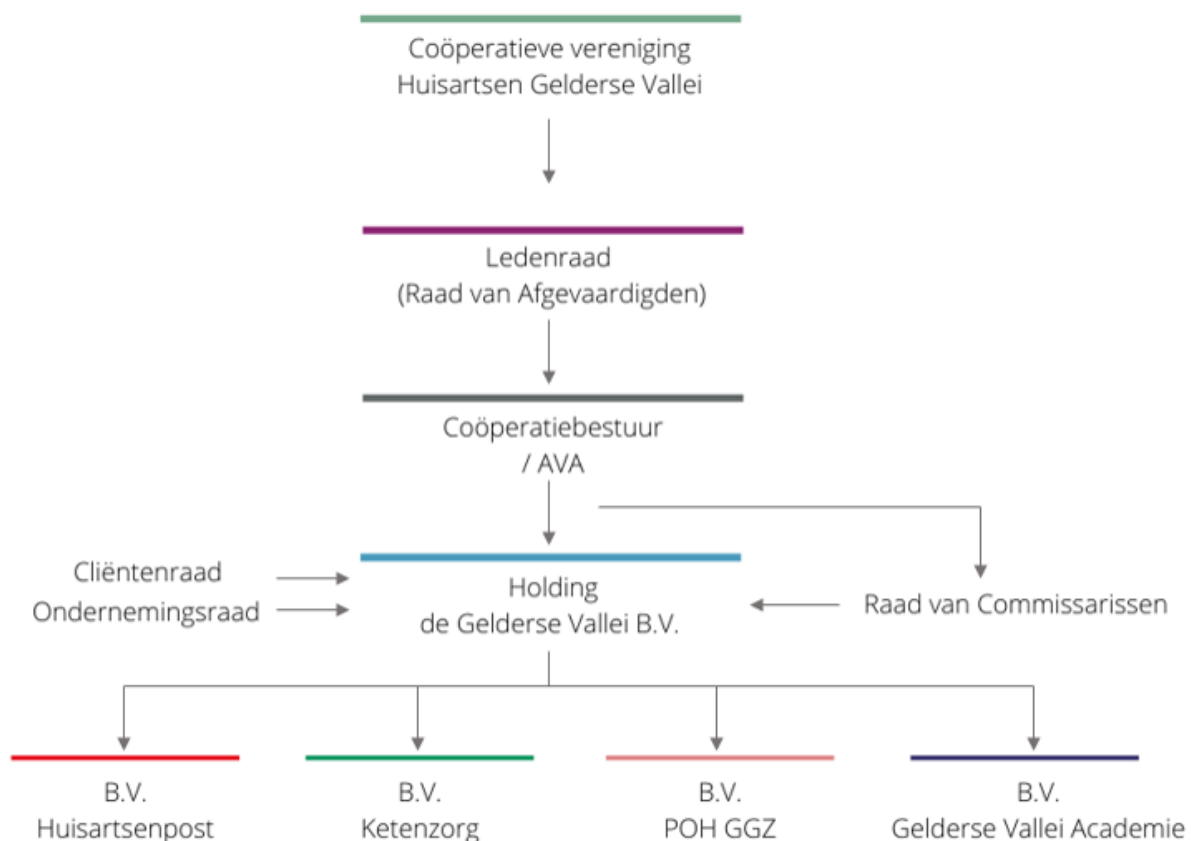 Coöperatieve vereniging
Huisartsen Gelderse Vallei
Ledenraad
(Raad van Afgevaardigden)
Coöperatiebestuur
/ AVA
Cliëntenraad
Ondernemingsraad
Holding
de Gelderse Vallei B.V.
Raad van Commissarissen
B.V.
Huisartsenpost
B.V.
Ketenzorg
B.V.
POH GGZ
B.V.
Gelderse Vallei Academie